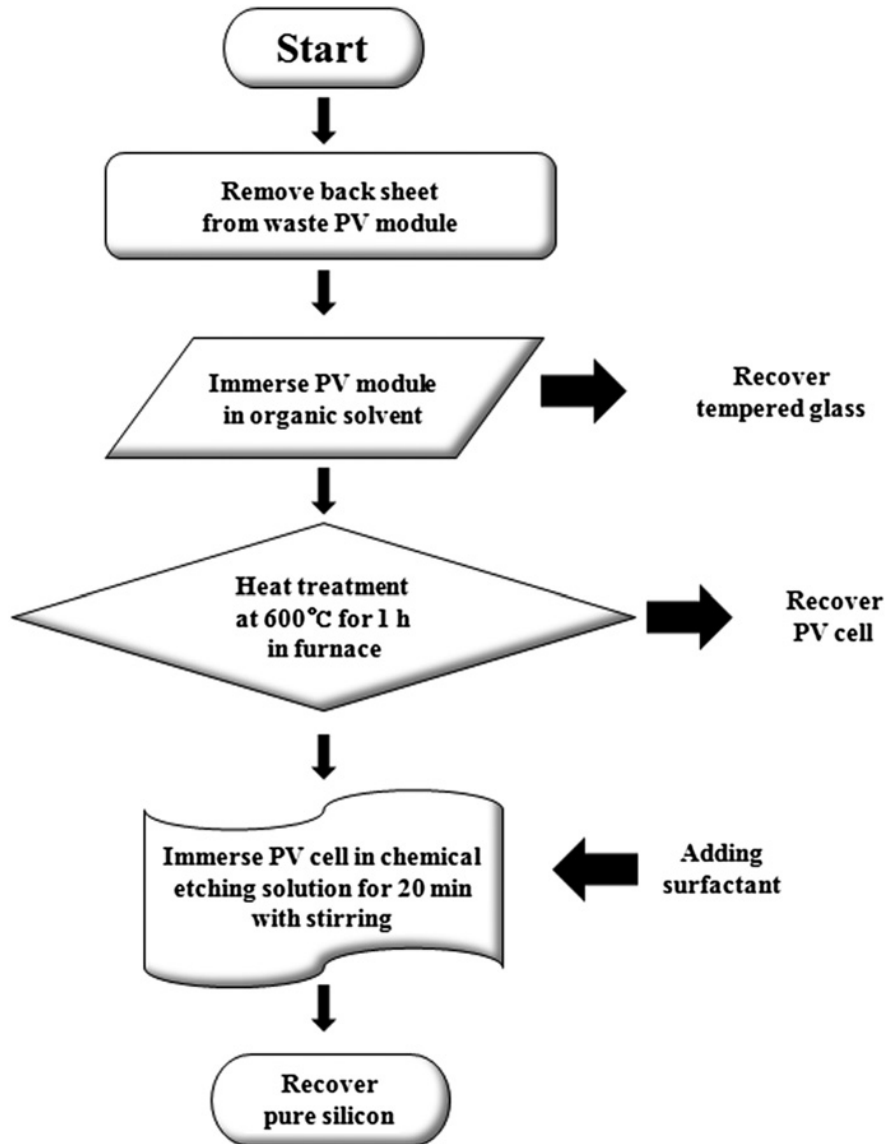 Start
Remove back sheet
from waste PV module
Immerse PV module
in organic solvent
Recover
tempered glass
Heat treatment
at 600℃ for 1 h
in furnace
Recover
PV cell
Immerse PV cell in chemical
etching solution for 20 min
with stirring
Adding
surfactant
Recover
pure silicon